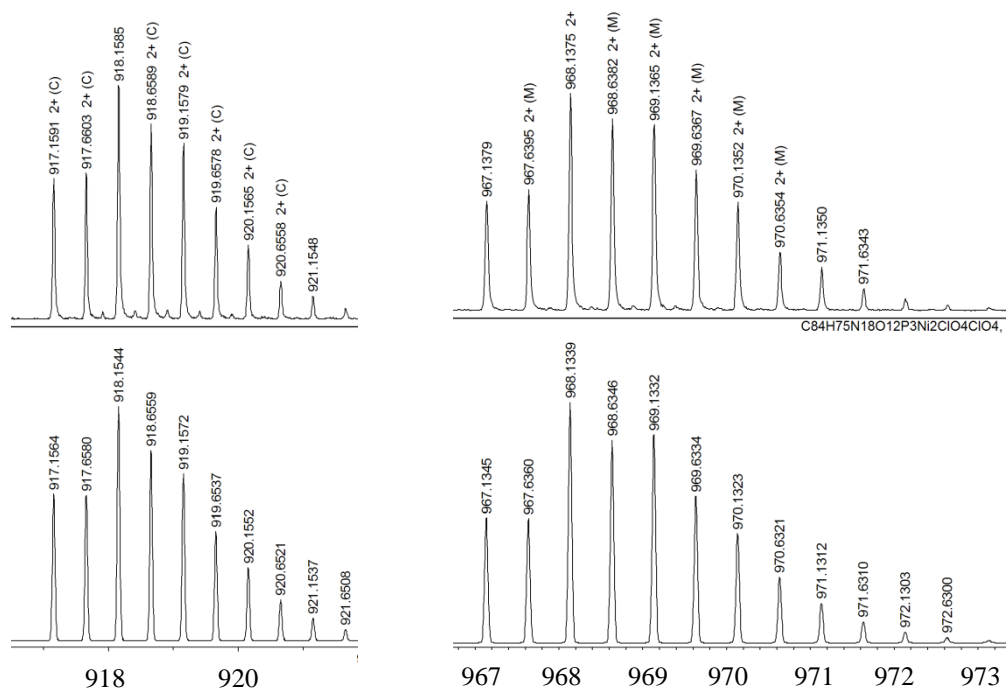 917.1591 2+ (C)
917.6603 2+ (C)
918.1585
918.6589 2+ (C)
919.1579 2+ (C)
919.6578 2+ (C)
920.1565 2+ (C)
920.6558 2+ (C)
921.1548
967.1379
967.6395 2+ (M)
968.1375 2+
968.6382 2+ (M)
969.1365 2+ (M)
969.6367 2+ (M)
970.1352 2+ (M)
970.6354 2+ (M)
971.1350
971.6343
C84H75N18O12P3Ni2ClO4ClO4,
917.1564
917.6580
918.1544
918.6559
919.1572
919.6537
920.1552
920.6521
921.1537
921.6508
967.1345
967.6360
968.1339
968.6346
969.1332
969.6334
970.1323
970.6321
971.1312
971.6310
972.1303
972.6300
918 920
967 968 969 970 971 972 973